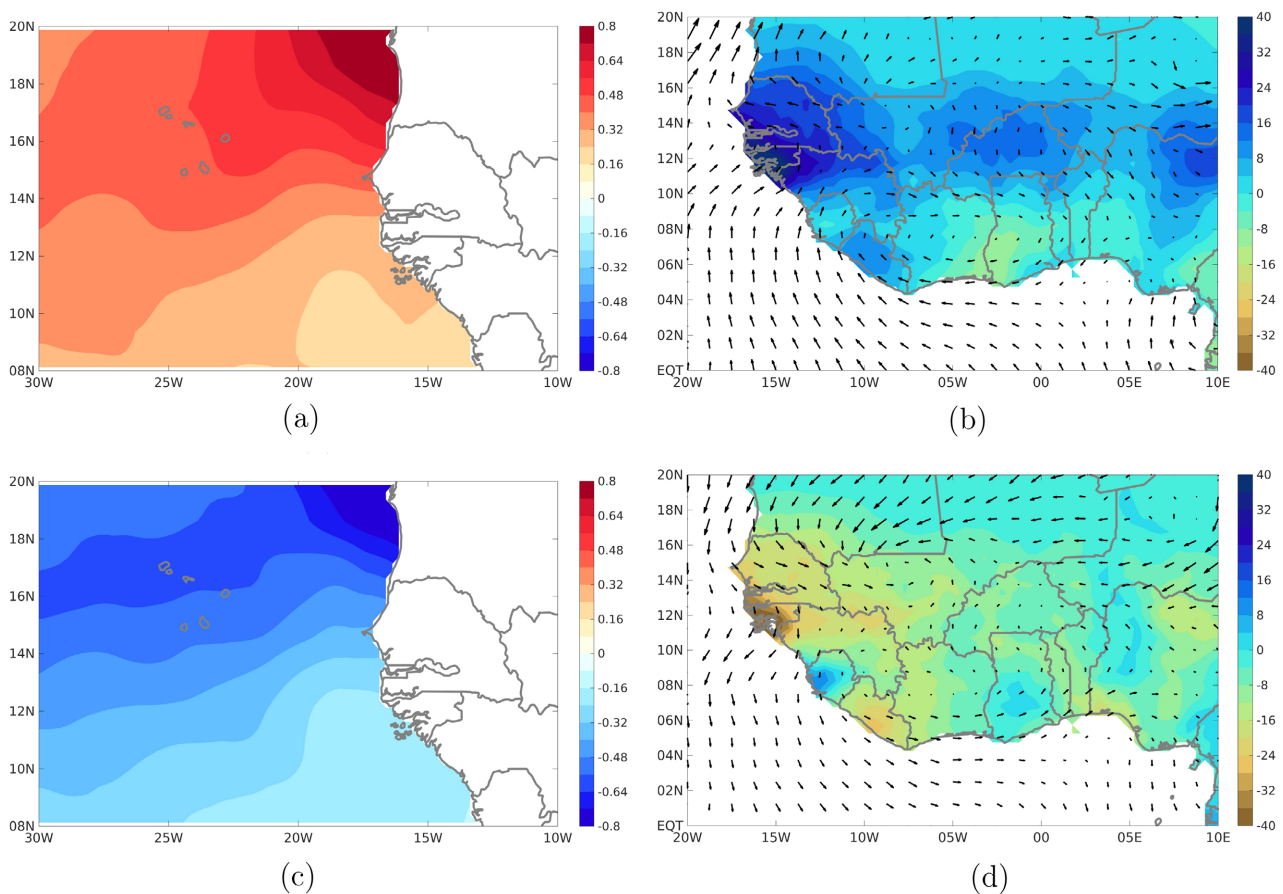 20N
18N
16N
14N
12N
10N
08N
30W 25W 20W 15W 10W
0.8
0.64
0.48
0.32
0.16
0
-0.16
-0.32
-0.48
-0.64
-0.8
(a)
20N
18N
16N
14N
12N
10N
08N
06N
04N
02N
EQT
20W 15W 10W 05W 00 05E 10E
40
32
24
16
8
0
-8
-16
-24
-32
-40
(b)
20N
18N
16N
14N
12N
10N
08N
30W 25W 20W 15W 10W
0.8
0.64
0.48
0.32
0.16
0
-0.16
-0.32
-0.48
-0.64
-0.8
(c)
20N
18N
16N
14N
12N
10N
08N
06N
04N
02N
EQT
20W 15W 10W 05W 00 05E 10E
40
32
24
16
8
0
-8
-16
-24
-32
-40
(d)